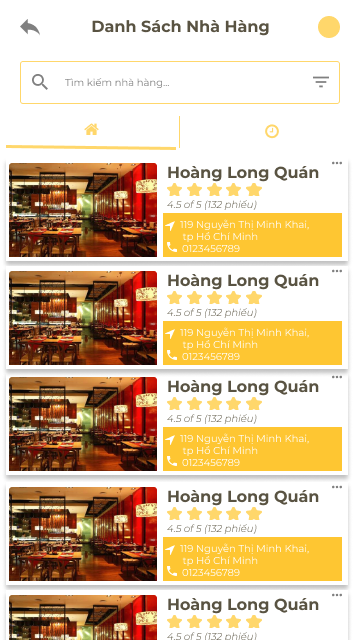 Danh Sách Nhà Hàng
Tìm kiếm nhà hàng...
Hoàng Long Quán
4.5 of 5 (132 phiếu)
119 Nguyễn Thị Minh Khai,
tp Hồ Chí Minh
0123456789
Hoàng Long Quán
4.5 of 5 (132 phiếu)
119 Nguyễn Thị Minh Khai,
tp Hồ Chí Minh
0123456789
Hoàng Long Quán
4.5 of 5 (132 phiếu)
119 Nguyễn Thị Minh Khai,
tp Hồ Chí Minh
0123456789
Hoàng Long Quán
4.5 of 5 (132 phiếu)
119 Nguyễn Thị Minh Khai,
tp Hồ Chí Minh
0123456789
Hoàng Long Quán
4.5 of 5 (132 phiếu)